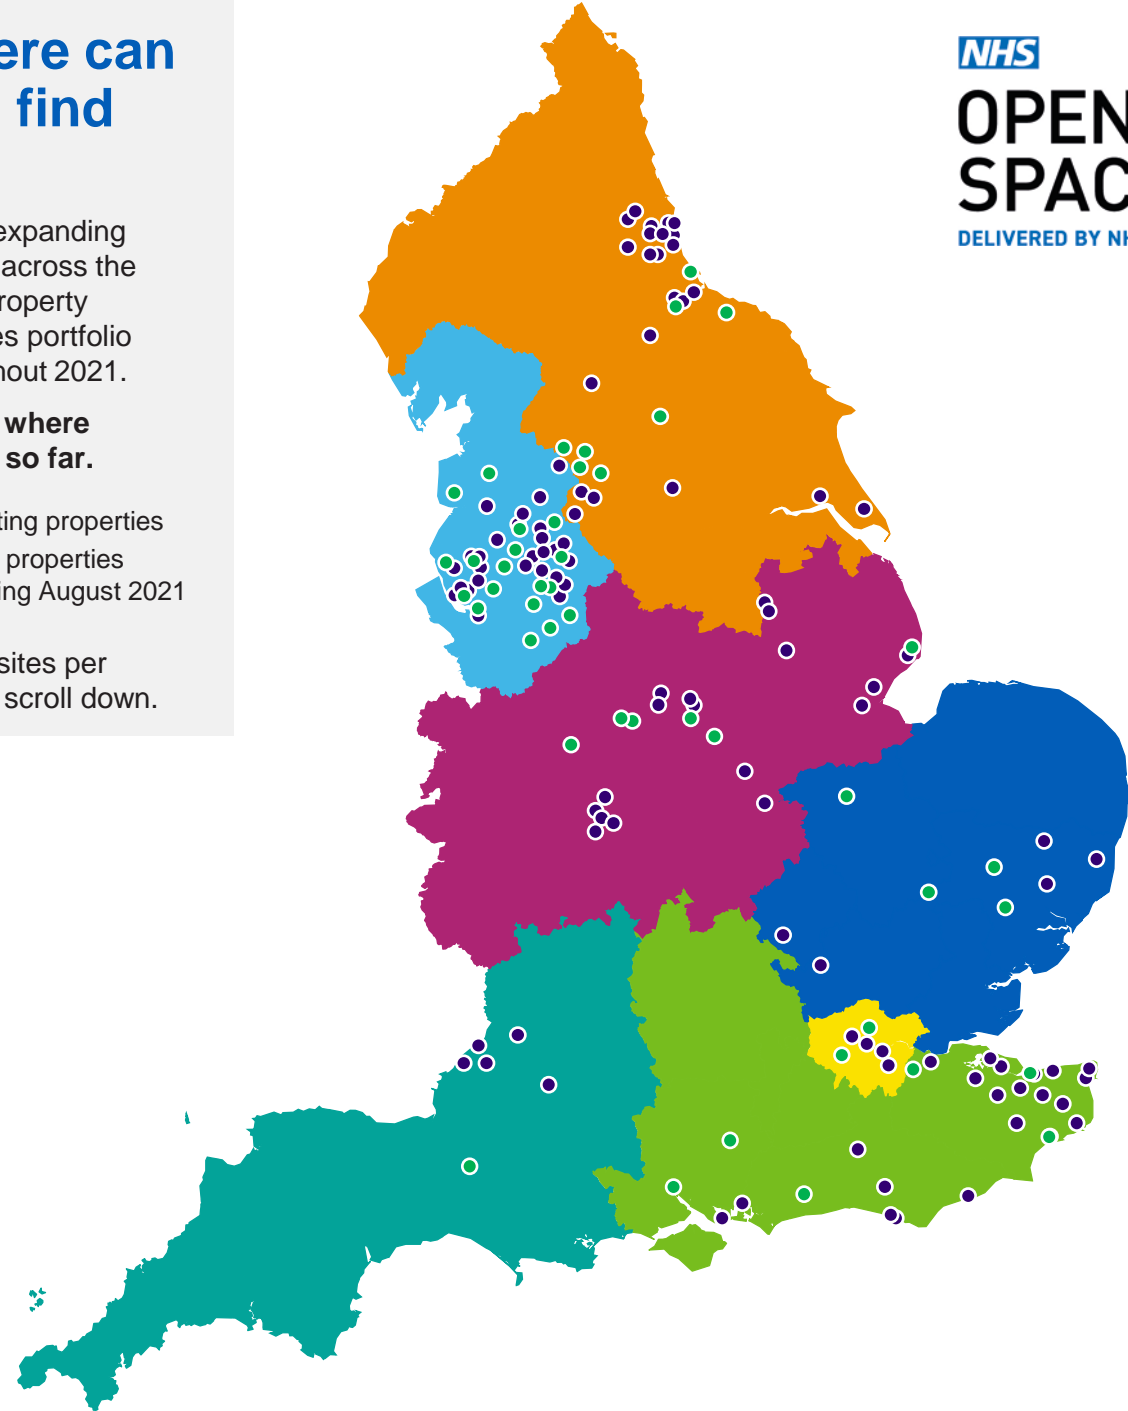 ere can
find
expanding
across the
roperty
es portfolio
hout 2021.
where
so far.
ting properties
properties
ing August 2021
sites per
scroll down.
NHS
OPEN
SPAC
DELIVERED BY NH